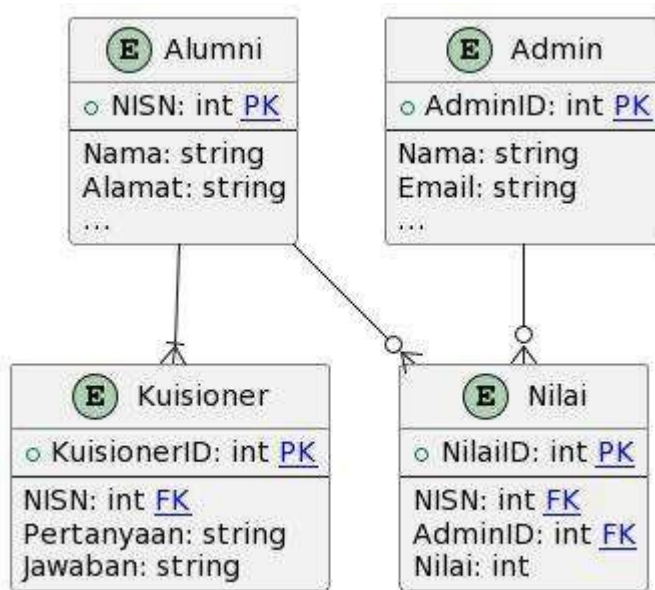 E Alumni
NISN: int PK
Nama: string
Alamat: string
...
E Admin
AdminID: int PK
Nama: string
Email: string
...
E Kuisioner
KuisionerID: int PK
NISN: int FK
Pertanyaan: string
Jawaban: string
E Nilai
NilaiID: int PK
NISN: int FK
AdminID: int FK
Nilai: int